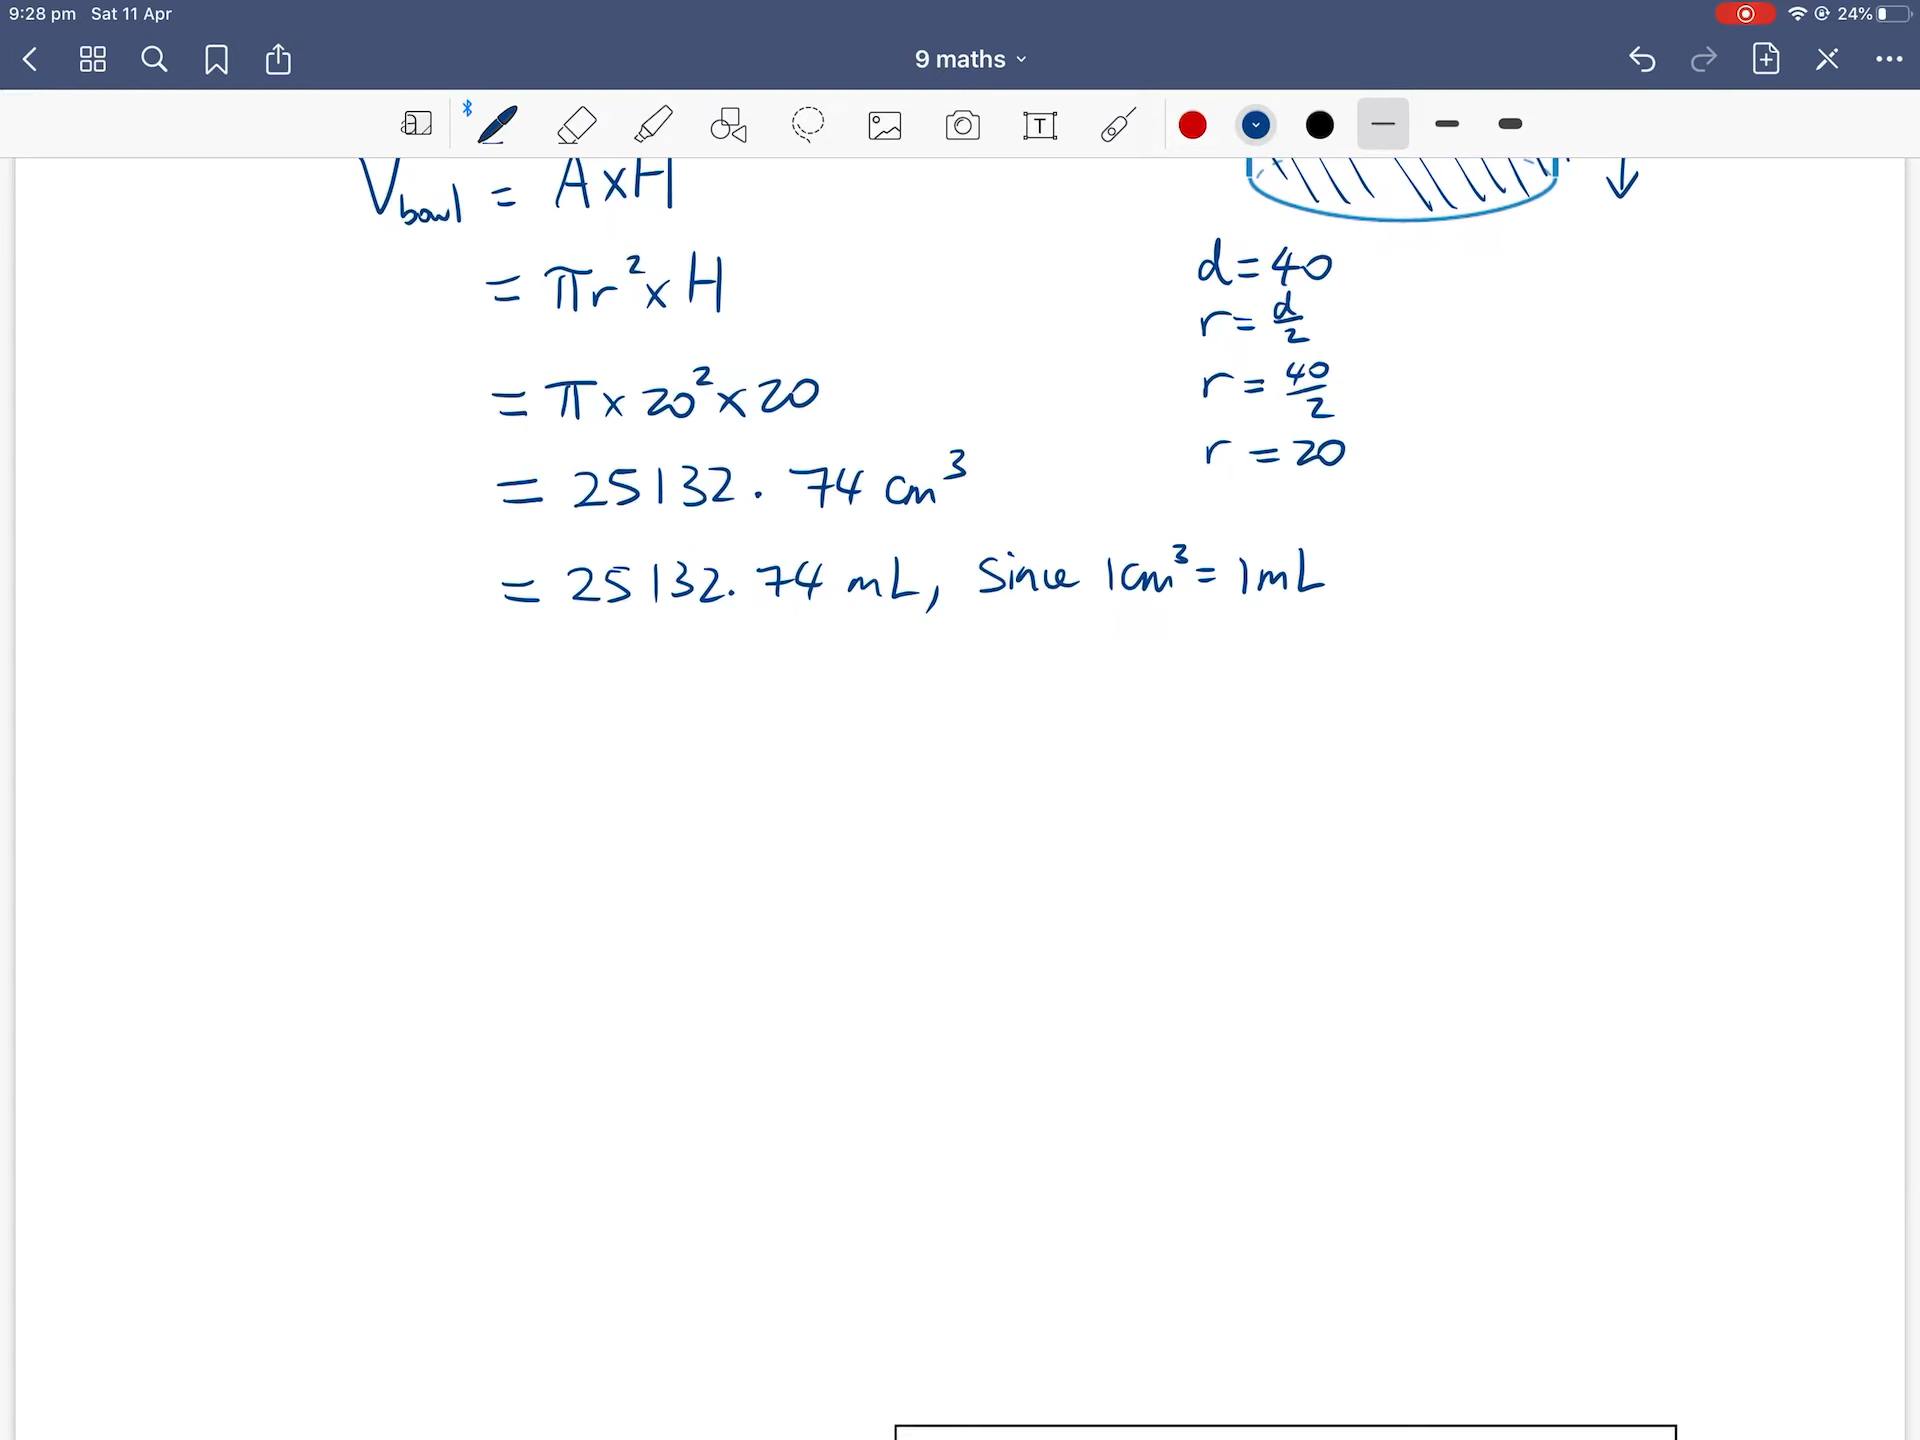 9:28 pm Sat 11 Apr
24%
9 maths
a
T
V_bowl = A×H
= πr²×H
= π×20²×20
= 25132.74 cm³
= 25132.74 mL, Since 1cm³ = 1mL
d=40
r=d/2
r=40/2
r=20